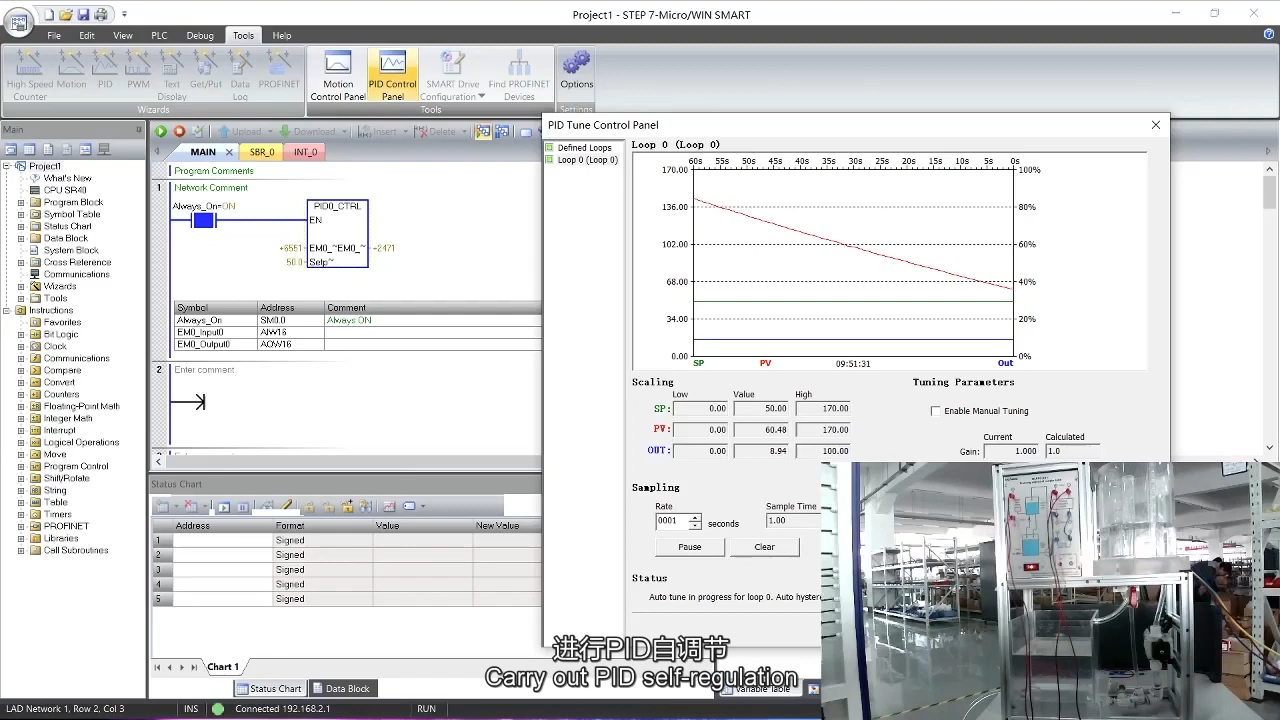 Project1 - STEP 7-Micro/WIN SMART
File Edit View PLC Debug Tools Help
High Speed Counter
Motion
PID
PWM
Text Display
Get/Put
Data Log
PROFINET
Wizards
Motion Control Panel
PID Control Panel
SMART Drive Configuration
Find PROFINET Devices
Tools
Options
Settings
Main
Project1
What's New
CPU SR40
Program Block
Symbol Table
Status Chart
Data Block
System Block
Cross Reference
Communications
Wizards
Tools
Instructions
Favorites
Bit Logic
Clock
Communications
Compare
Convert
Counters
Floating-Point Math
Integer Math
Interrupt
Logical Operations
Move
Program Control
Shift/Rotate
String
Table
Timers
PROFINET
Libraries
Call Subroutines
Upload Download Insert Delete
MAIN SBR_0 INT_0
Program Comments
1 Network Comment
Always_On=ON
PID0_CTRL
EN
+6551 EM0_~EM0_~ +2471
50.0 Setp~
Symbol Address Comment
Always_On SM0.0 Always ON
EM0_Input0 AIW16
EM0_Output0 AQW16
2 Enter comment
Status Chart
Address Format Value New Value
1 Signed
2 Signed
3 Signed
4 Signed
5 Signed
Chart 1
Status Chart Data Block
Variable Table
LAD Network 1, Row 2, Col 3 INS Connected 192.168.2.1 RUN
PID Tune Control Panel
Defined Loops
Loop 0 (Loop 0)
Loop 0 (Loop 0)
60s 55s 50s 45s 40s 35s 30s 25s 20s 15s 10s 5s 0s
170.00 100%
136.00 80%
102.00 60%
68.00 40%
34.00 20%
0.00 0%
SP PV 09:51:31 Out
Scaling
Low Value High
SP: 0.00 50.00 170.00
PV: 0.00 60.48 170.00
OUT: 0.00 8.94 100.00
Tuning Parameters
Enable Manual Tuning
Current Calculated
Gain: 1.000 1.0
Sampling
Rate Sample Time
0001 seconds 1.00
Pause Clear
Status
Auto tune in progress for loop 0. Auto hystere
进行PID自调节
Carry out PID self-regulation